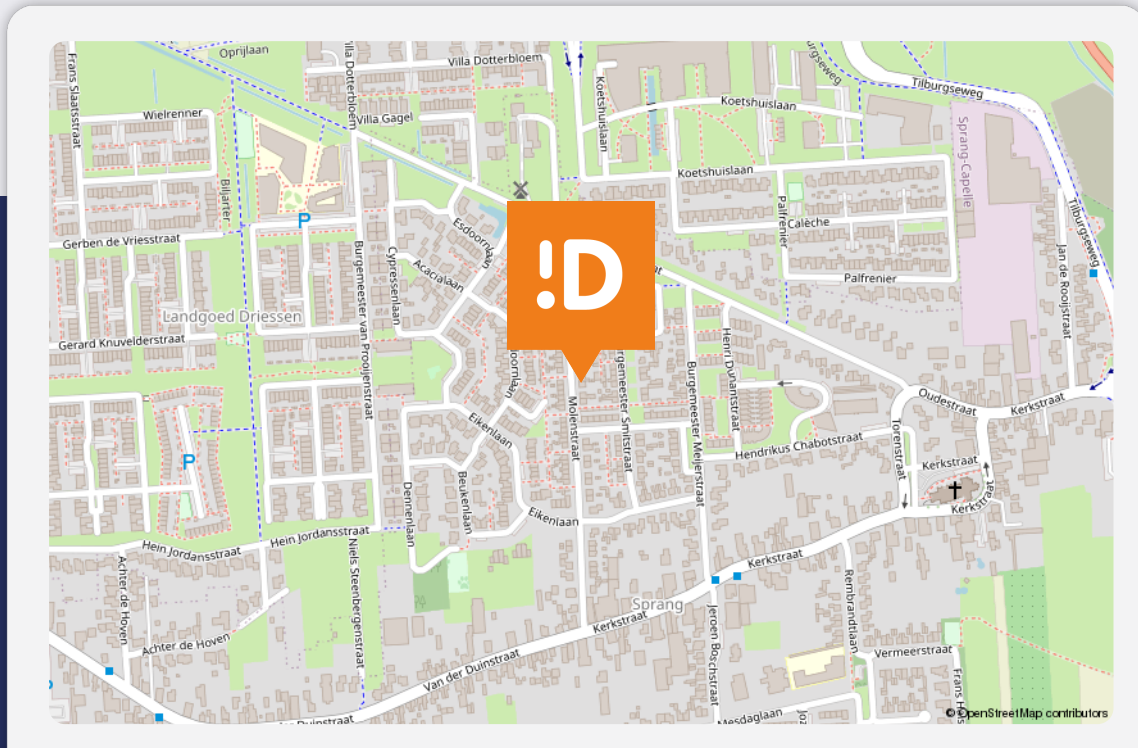 Oprijlaan
Villa Dotterbloem
Tilburgseweg
Frans Slaatsstraat
Wielrenner
Villa Dotterbloem
Villa Gagel
Koetshuislaan
Koetshuislaan
Koetshuislaan
Sprang-Capelle
Biljarter
P
Gerben de Vriesstraat
Esdoornlaan
Acacialaan
Cypressenlaan
Palfrenier
Calèche
Palfrenier
Tilburgseweg
Jan de Rooijstraat
!D
Landgoed Driessen
Gerard Knuvelderstraat
Burgemeester van Prooijenstraat
Henri Dunantstraat
Molenstraat
Burgemeester Meijerstraat
Oudestraat
Kerkstraat
Torenstraat
Hendrikus Chabotstraat
Eikenlaan
P
Kerkstraat
Dennenlaan
Beukenlaan
Eikenlaan
Hein Jordansstraat
Hein Jordansstraat
Niels Steenbergenstraat
Achter de Hoven
Kerkstraat
Sprang
Kerkstraat
Jeroen Boschstraat
Rembrandtlaan
Achter de Hoven
Van der Duinstraat
Vermeerstraat
Mesdaglaan
© OpenStreetMap contributors